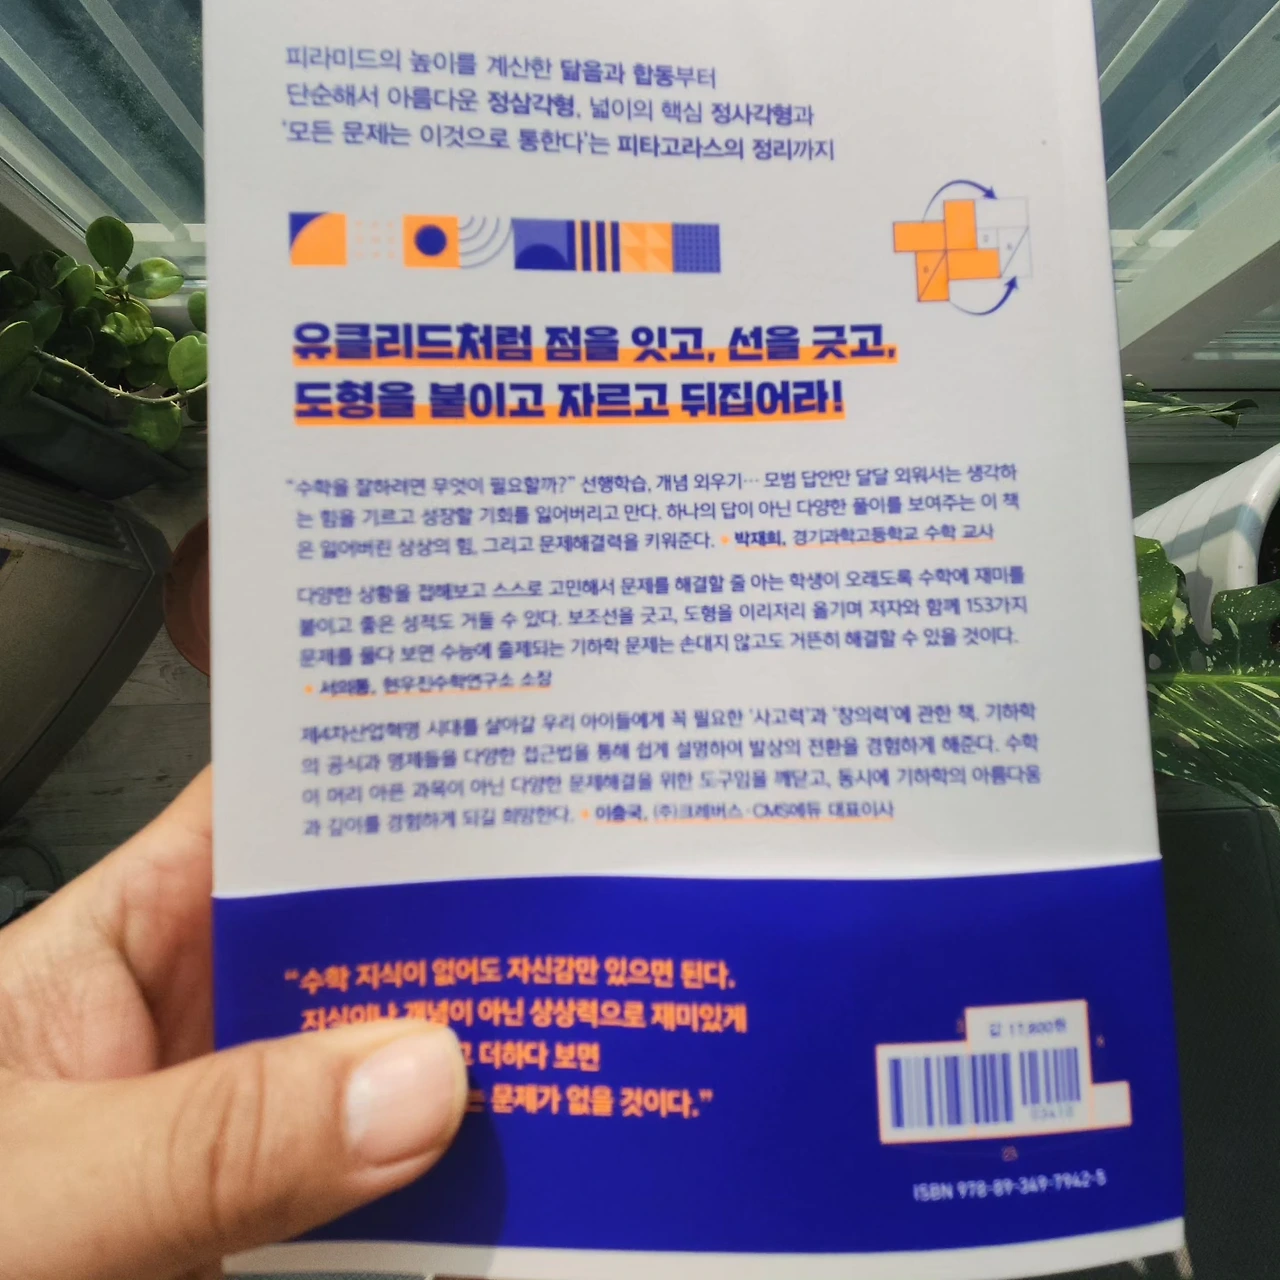 피라미드의 높이를 계산한 닮음과 합동부터
단순해서 아름다운 정삼각형, 넓이의 핵심 정사각형과
‘모든 문제는 이것으로 통한다’는 피타고라스의 정리까지
유클리드처럼 점을 잇고, 선을 긋고,
도형을 붙이고 자르고 뒤집어라!
“수학을 잘하려면 무엇이 필요할까?” 선행학습, 개념 외우기… 모범 답안만 달달 외워서는 생각하
는 힘을 기르고 성장할 기회를 잃어버리고 만다. 하나의 답이 아닌 다양한 풀이를 보여주는 이 책
은 잃어버린 상상의 힘, 그리고 문제해결력을 키워준다. 박재희, 경기과학고등학교 수학 교사
다양한 상황을 접해보고 스스로 고민해서 문제를 해결할 줄 아는 학생이 오래도록 수학에 재미를
붙이고 좋은 성적도 거둘 수 있다. 보조선을 긋고, 도형을 이리저리 옮기며 저자와 함께 153가지
문제를 풀다 보면 수능에 출제되는 기하학 문제는 손대지 않고도 거뜬히 해결할 수 있을 것이다.
현우진수학연구소 소장
제4차산업혁명 시대를 살아갈 우리 아이들에게 꼭 필요한 ‘사고력’과 ‘창의력’에 관한 책. 기하학
의 공식과 명제들을 다양한 접근법을 통해 쉽게 설명하여 발상의 전환을 경험하게 해준다. 수학
이 머리 아픈 과목이 아닌 다양한 문제해결을 위한 도구임을 깨닫고, 동시에 기하학의 아름다움
과 깊이를 경험하게 되길 희망한다. 이충국, (주)크레버스·CMS에듀 대표이사
“수학 지식이 없어도 자신감만 있으면 된다.
지식이나 개념이 아닌 상상력으로 재미있게
더하다 보면
문제가 없을 것이다.”
값 17,800원
03410
ISBN 978-89-349-7942-5